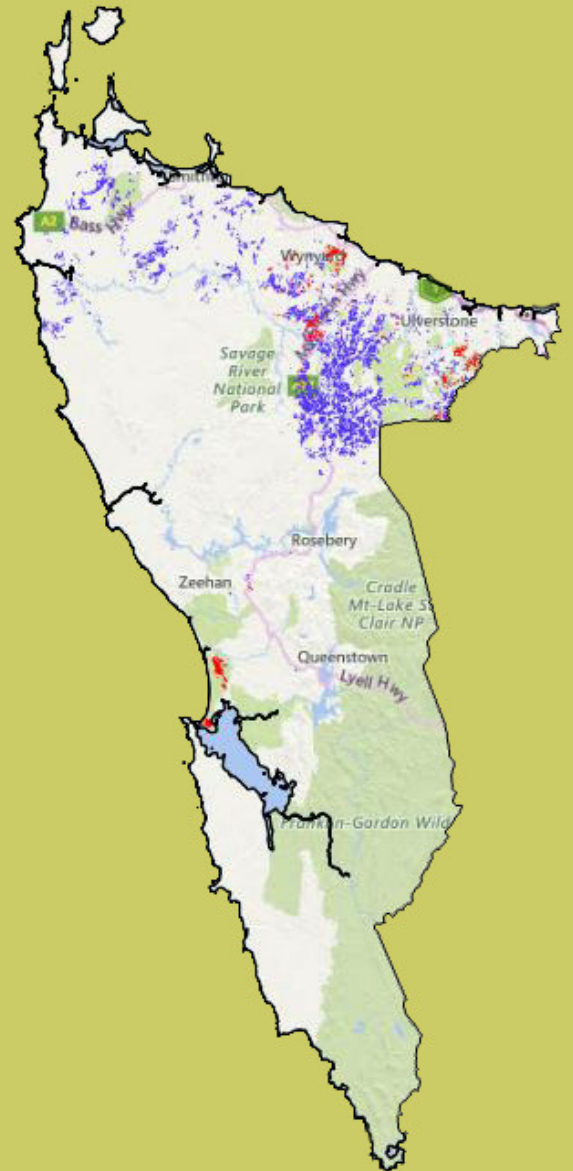 A2
Bass Hwy
Wynyard
Ulverstone
Savage
River
National
Park
Rosebery
Zeehan
Cradle
Mt-Lake S
Clair NP
Queenstown
Lyell Hwy
Franklin-Gordon Wild